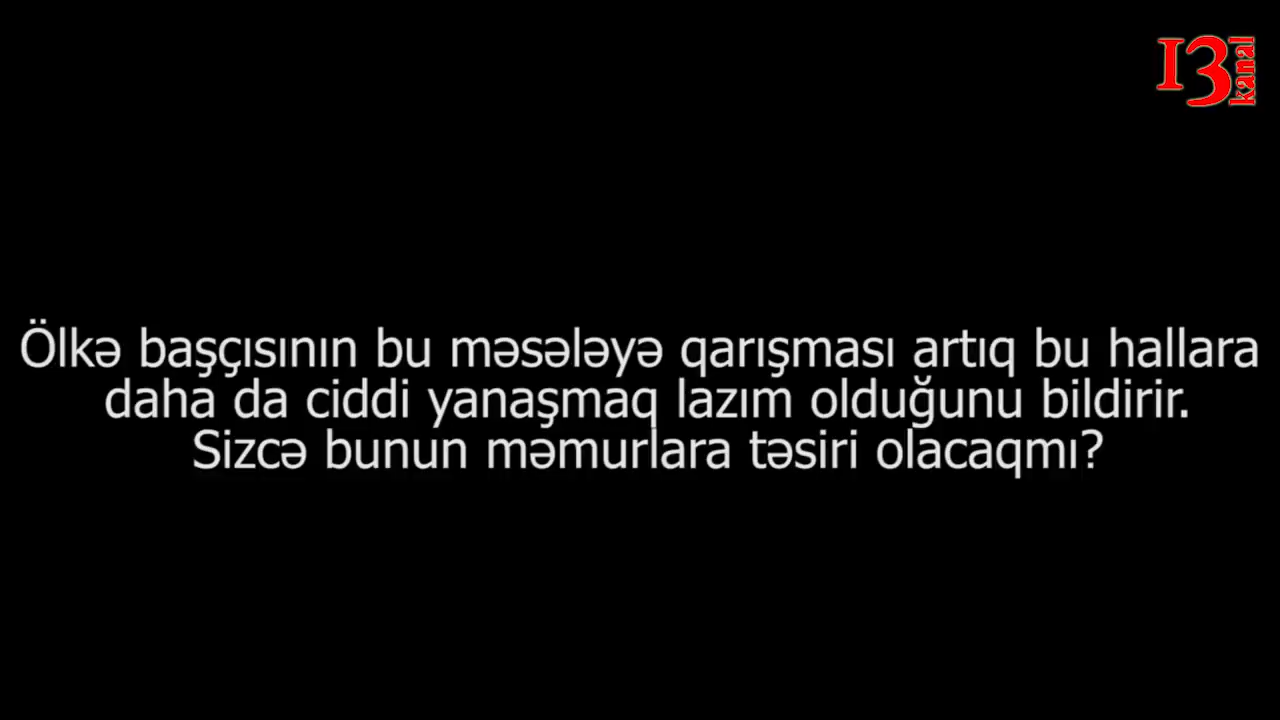 13
kanal
Ölkə başçısının bu məsələyə qarışması artıq bu hallara
daha da ciddi yanaşmaq lazım olduğunu bildirir.
Sizcə bunun məmurlara təsiri olacaqmı?